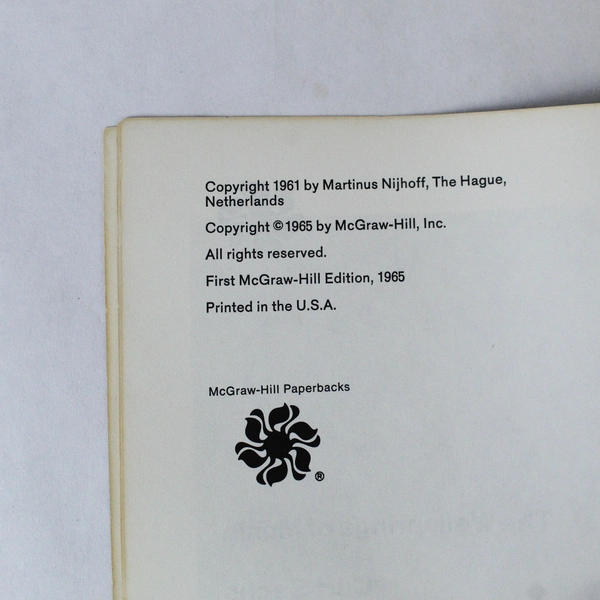 Copyright 1961 by Martinus Nijhoff, The Hague,
Netherlands
Copyright © 1965 by McGraw-Hill, Inc.
All rights reserved.
First McGraw-Hill Edition, 1965
Printed in the U.S.A.
McGraw-Hill Paperbacks
®